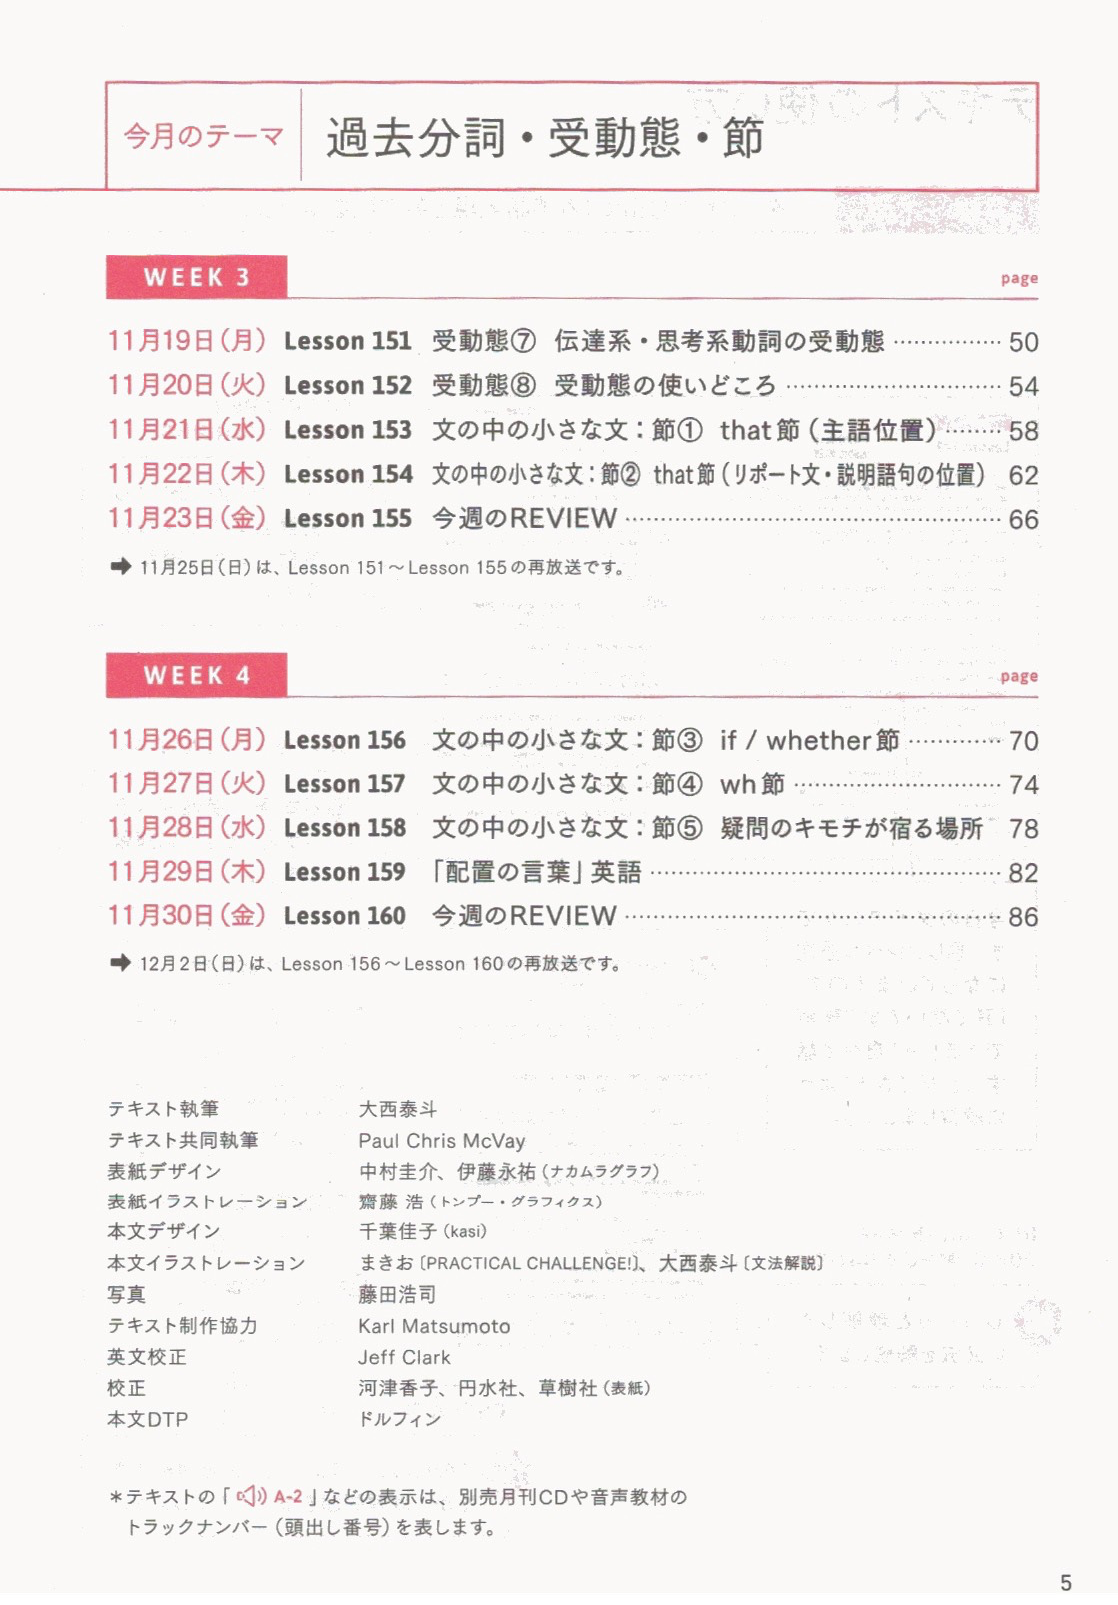 今月のテーマ 過去分詞・受動態・節
WEEK 3 page
11月19日(月) Lesson 151 受動態⑦ 伝達系・思考系動詞の受動態 ……………… 50
11月20日(火) Lesson 152 受動態⑧ 受動態の使いどころ ……………………………… 54
11月21日(水) Lesson 153 文の中の小さな文:節① that節(主語位置) ……… 58
11月22日(木) Lesson 154 文の中の小さな文:節② that節(リポート文・説明語句の位置) 62
11月23日(金) Lesson 155 今週のREVIEW ………………………………………………… 66
➡ 11月25日(日)は、Lesson 151～Lesson 155の再放送です。
WEEK 4 page
11月26日(月) Lesson 156 文の中の小さな文:節③ if / whether節 …………… 70
11月27日(火) Lesson 157 文の中の小さな文:節④ wh節 ……………………………… 74
11月28日(水) Lesson 158 文の中の小さな文:節⑤ 疑問のキモチが宿る場所 78
11月29日(木) Lesson 159 「配置の言葉」英語 ………………………………………………… 82
11月30日(金) Lesson 160 今週のREVIEW ………………………………………………… 86
➡ 12月2日(日)は、Lesson 156～Lesson 160の再放送です。
テキスト執筆 大西泰斗
テキスト共同執筆 Paul Chris McVay
表紙デザイン 中村圭介、伊藤永祐(ナカムラグラフ)
表紙イラストレーション 齋藤 浩(トンプー・グラフィクス)
本文デザイン 千葉佳子(kasi)
本文イラストレーション まきお〔PRACTICAL CHALLENGE!〕、大西泰斗〔文法解説〕
写真 藤田浩司
テキスト制作協力 Karl Matsumoto
英文校正 Jeff Clark
校正 河津香子、円水社、草樹社(表紙)
本文DTP ドルフィン
＊テキストの「 A-2 」などの表示は、別売月刊CDや音声教材の
トラックナンバー(頭出し番号)を表します。
5